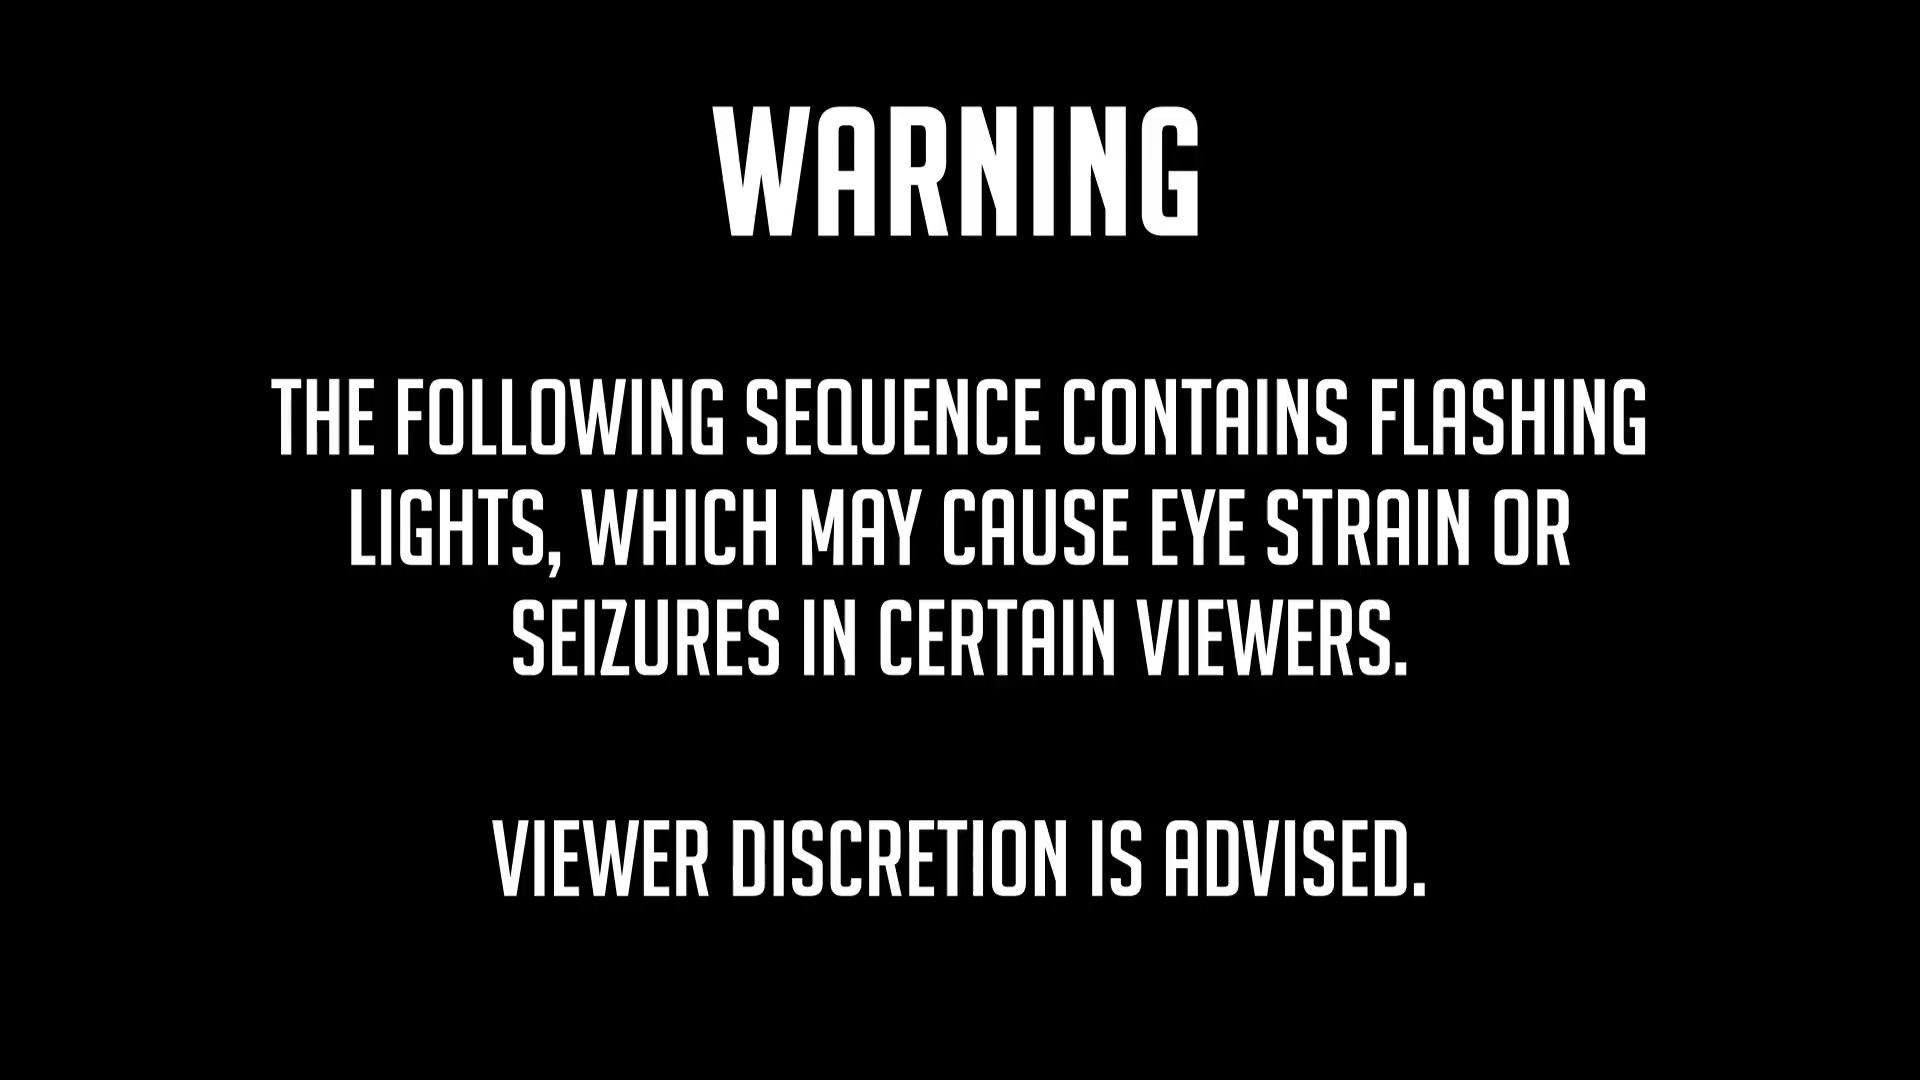 WARNING
THE FOLLOWING SEQUENCE CONTAINS FLASHING
LIGHTS, WHICH MAY CAUSE EYE STRAIN OR
SEIZURES IN CERTAIN VIEWERS.
VIEWER DISCRETION IS ADVISED.